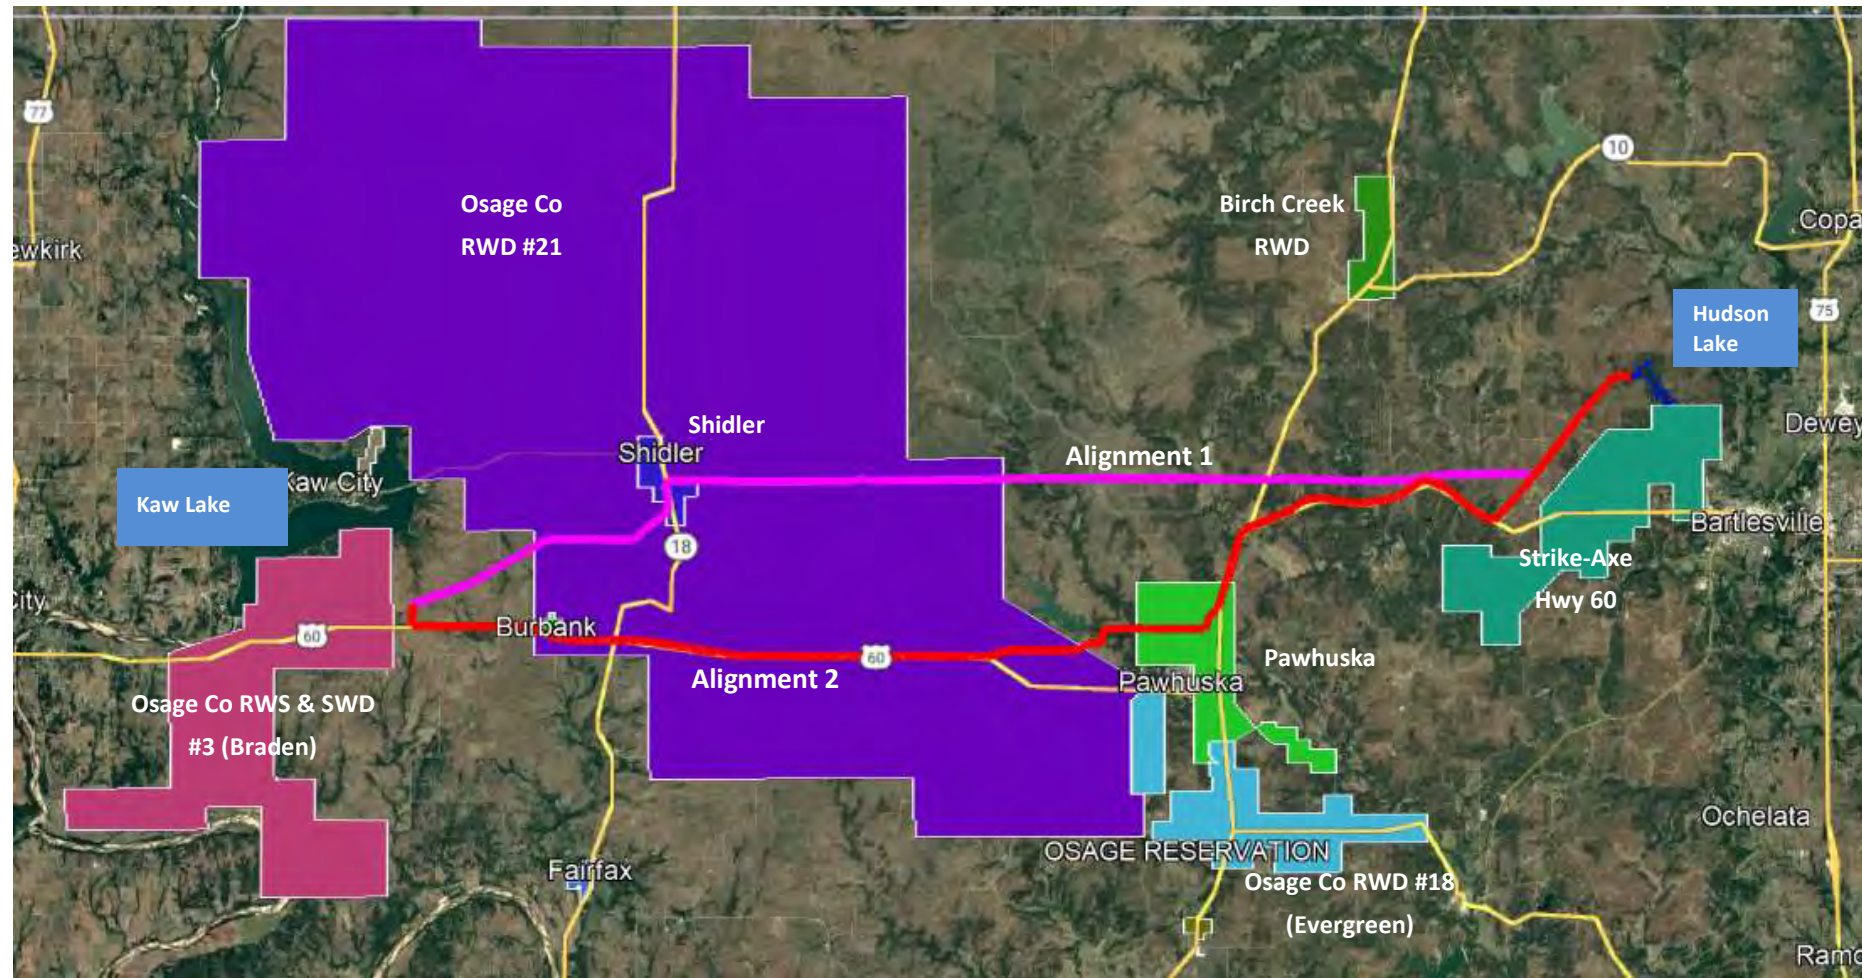 77
10
Osage Co
RWD #21
Birch Creek
RWD
Copa
ewkirk
Hudson
Lake
75
Shidler
Shidler
Dewey
Alignment 1
Kaw City
Kaw Lake
Bartlesville
18
Strike-Axe
Hwy 60
City
60
Burbank
60
Pawhuska
Alignment 2
Pawhuska
Osage Co RWS & SWD
#3 (Braden)
Ochelata
OSAGE RESERVATION
Fairfax
Osage Co RWD #18
(Evergreen)
Ramo